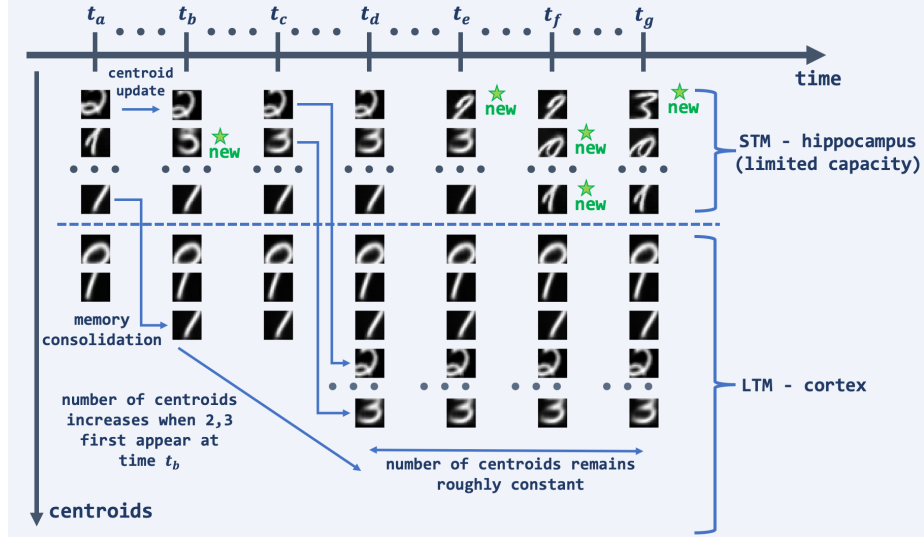 t_a t_b t_c t_d t_e t_f t_g
time
centroid
update
new
new
new
new
new
STM - hippocampus
(limited capacity)
memory
consolidation
LTM - cortex
number of centroids
increases when 2,3
first appear at
time t_b
number of centroids remains
roughly constant
centroids